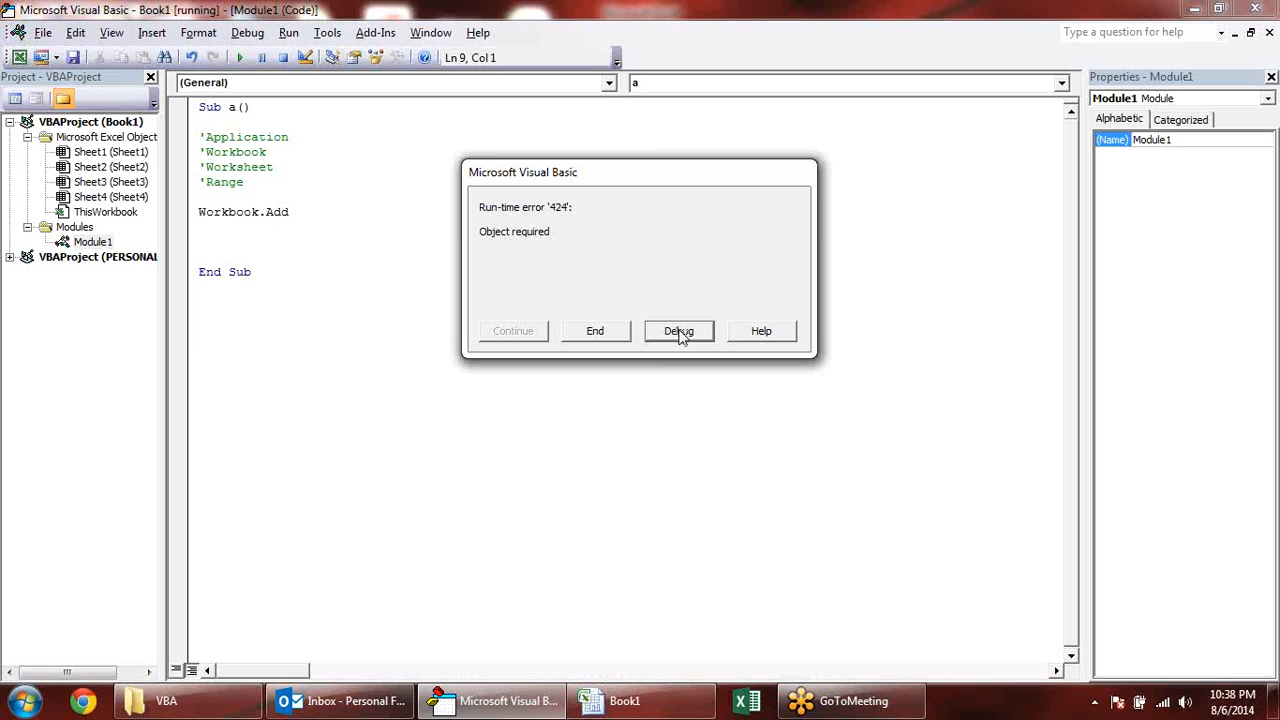 Microsoft Visual Basic - Book1 [running] - [Module1 (Code)]
File Edit View Insert Format Debug Run Tools Add-Ins Window Help
Type a question for help
Ln 9, Col 1
Project - VBAProject
VBAProject (Book1)
Microsoft Excel Object
Sheet1 (Sheet1)
Sheet2 (Sheet2)
Sheet3 (Sheet3)
Sheet4 (Sheet4)
ThisWorkbook
Modules
Module1
VBAProject (PERSONAL
(General)
a
Sub a()
'Application
'Workbook
'Worksheet
'Range
Workbook.Add
End Sub
Microsoft Visual Basic
Run-time error '424':
Object required
Continue End Debug Help
Properties - Module1
Module1 Module
Alphabetic Categorized
(Name) Module1
VBA
Inbox - Personal F...
Microsoft Visual B...
Book1
GoToMeeting
10:38 PM
8/6/2014